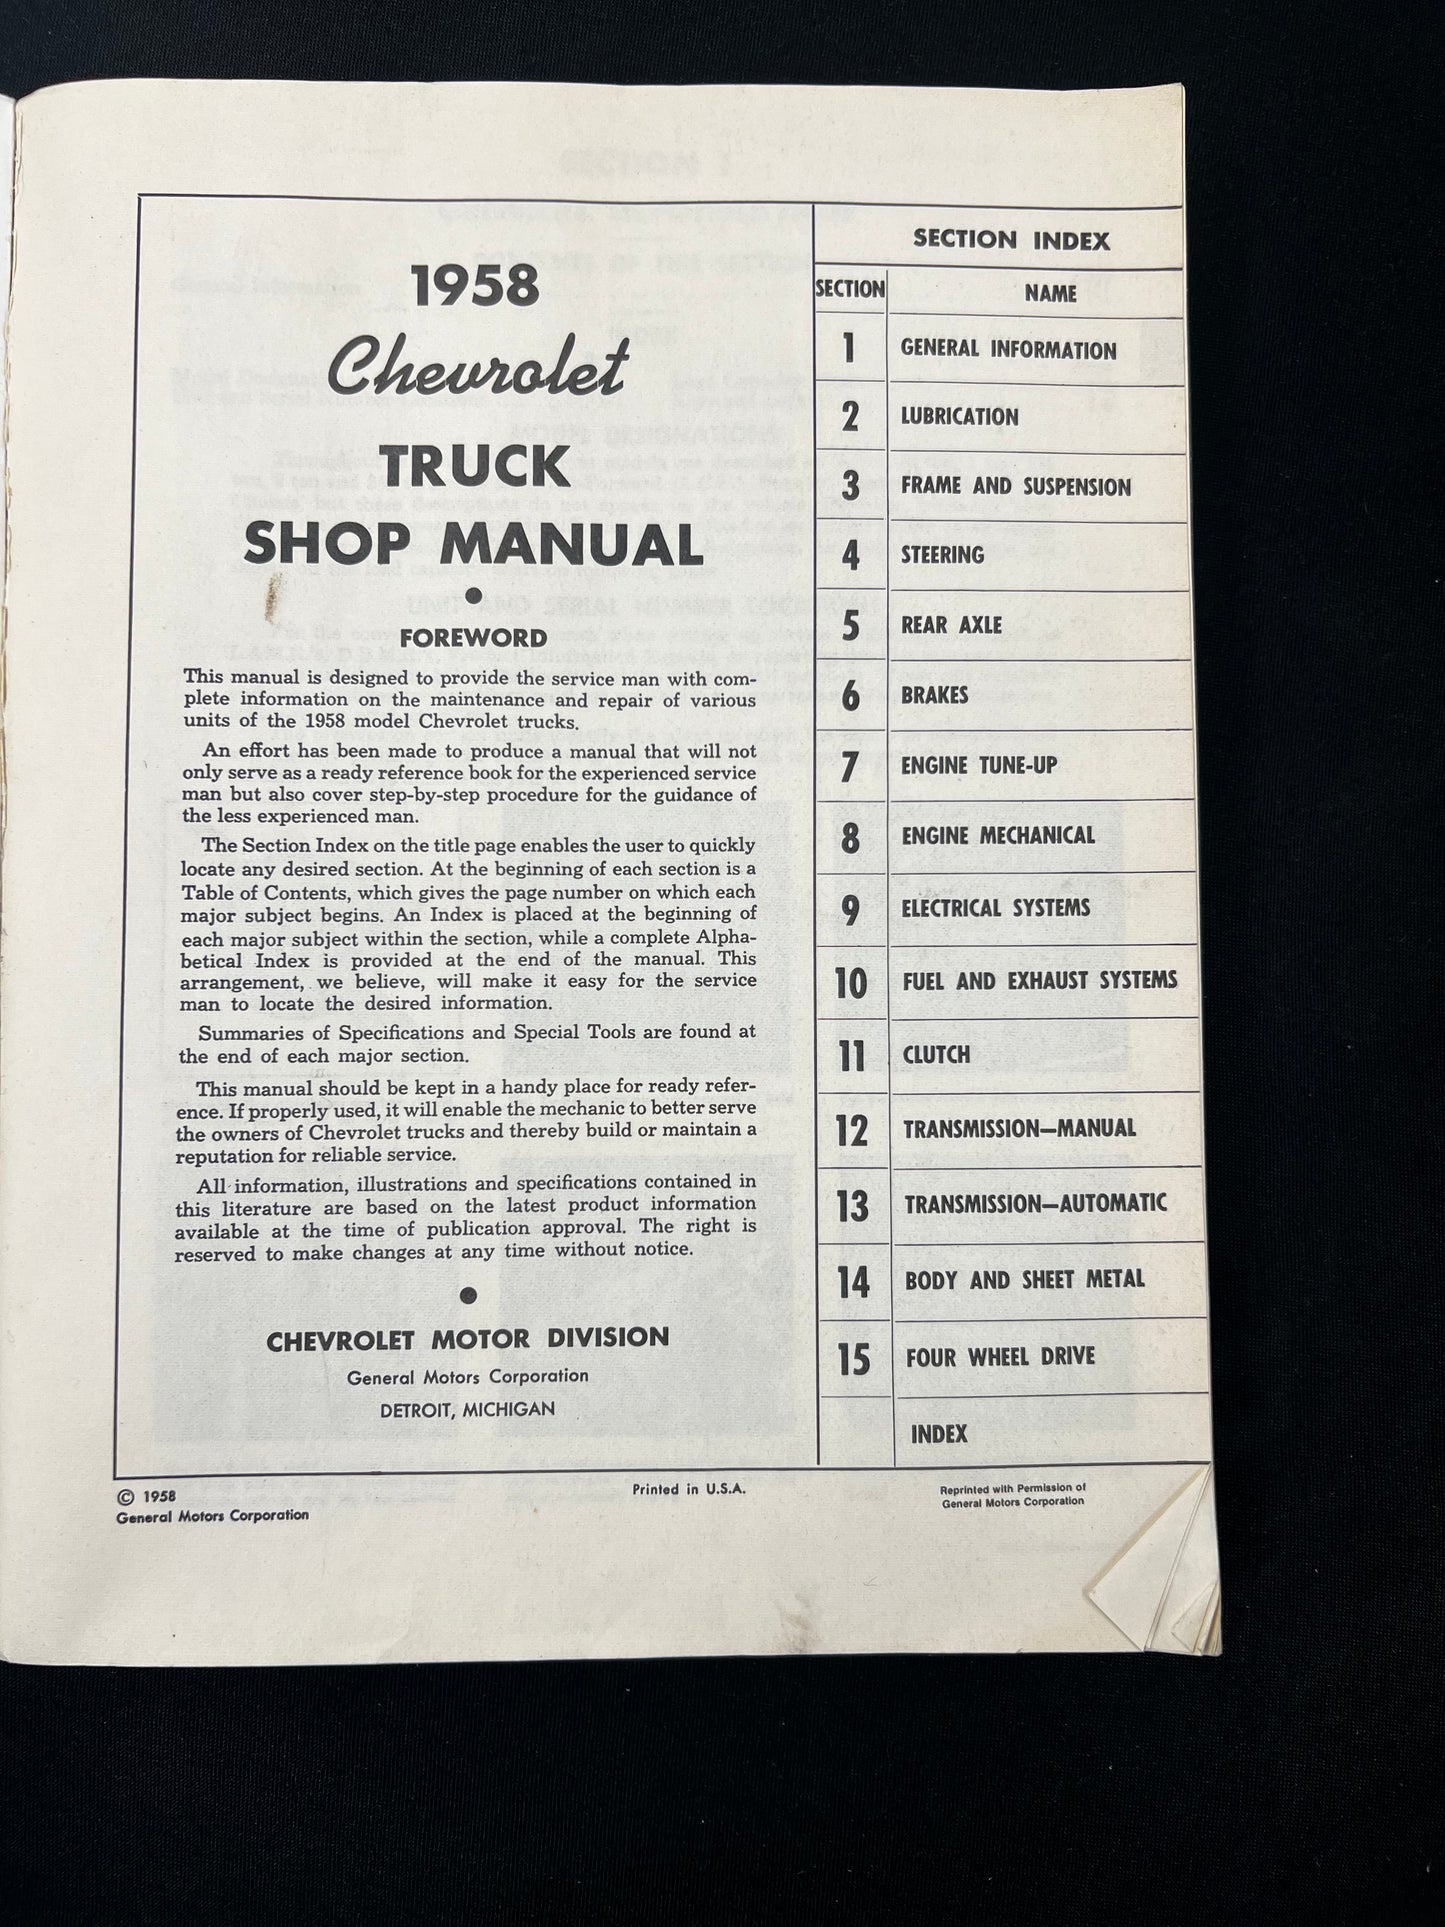 1958
Chevrolet
TRUCK
SHOP MANUAL
●
FOREWORD
This manual is designed to provide the service man with com-
plete information on the maintenance and repair of various
units of the 1958 model Chevrolet trucks.
An effort has been made to produce a manual that will not
only serve as a ready reference book for the experienced service
man but also cover step-by-step procedure for the guidance of
the less experienced man.
The Section Index on the title page enables the user to quickly
locate any desired section. At the beginning of each section is a
Table of Contents, which gives the page number on which each
major subject begins. An Index is placed at the beginning of
each major subject within the section, while a complete Alpha-
betical Index is provided at the end of the manual. This
arrangement, we believe, will make it easy for the service
man to locate the desired information.
Summaries of Specifications and Special Tools are found at
the end of each major section.
This manual should be kept in a handy place for ready refer-
ence. If properly used, it will enable the mechanic to better serve
the owners of Chevrolet trucks and thereby build or maintain a
reputation for reliable service.
All information, illustrations and specifications contained in
this literature are based on the latest product information
available at the time of publication approval. The right is
reserved to make changes at any time without notice.
●
CHEVROLET MOTOR DIVISION
General Motors Corporation
DETROIT, MICHIGAN
SECTION INDEX
SECTION NAME
1 GENERAL INFORMATION
2 LUBRICATION
3 FRAME AND SUSPENSION
4 STEERING
5 REAR AXLE
6 BRAKES
7 ENGINE TUNE-UP
8 ENGINE MECHANICAL
9 ELECTRICAL SYSTEMS
10 FUEL AND EXHAUST SYSTEMS
11 CLUTCH
12 TRANSMISSION—MANUAL
13 TRANSMISSION—AUTOMATIC
14 BODY AND SHEET METAL
15 FOUR WHEEL DRIVE
INDEX
© 1958
General Motors Corporation
Printed in U.S.A.
Reprinted with Permission of
General Motors Corporation